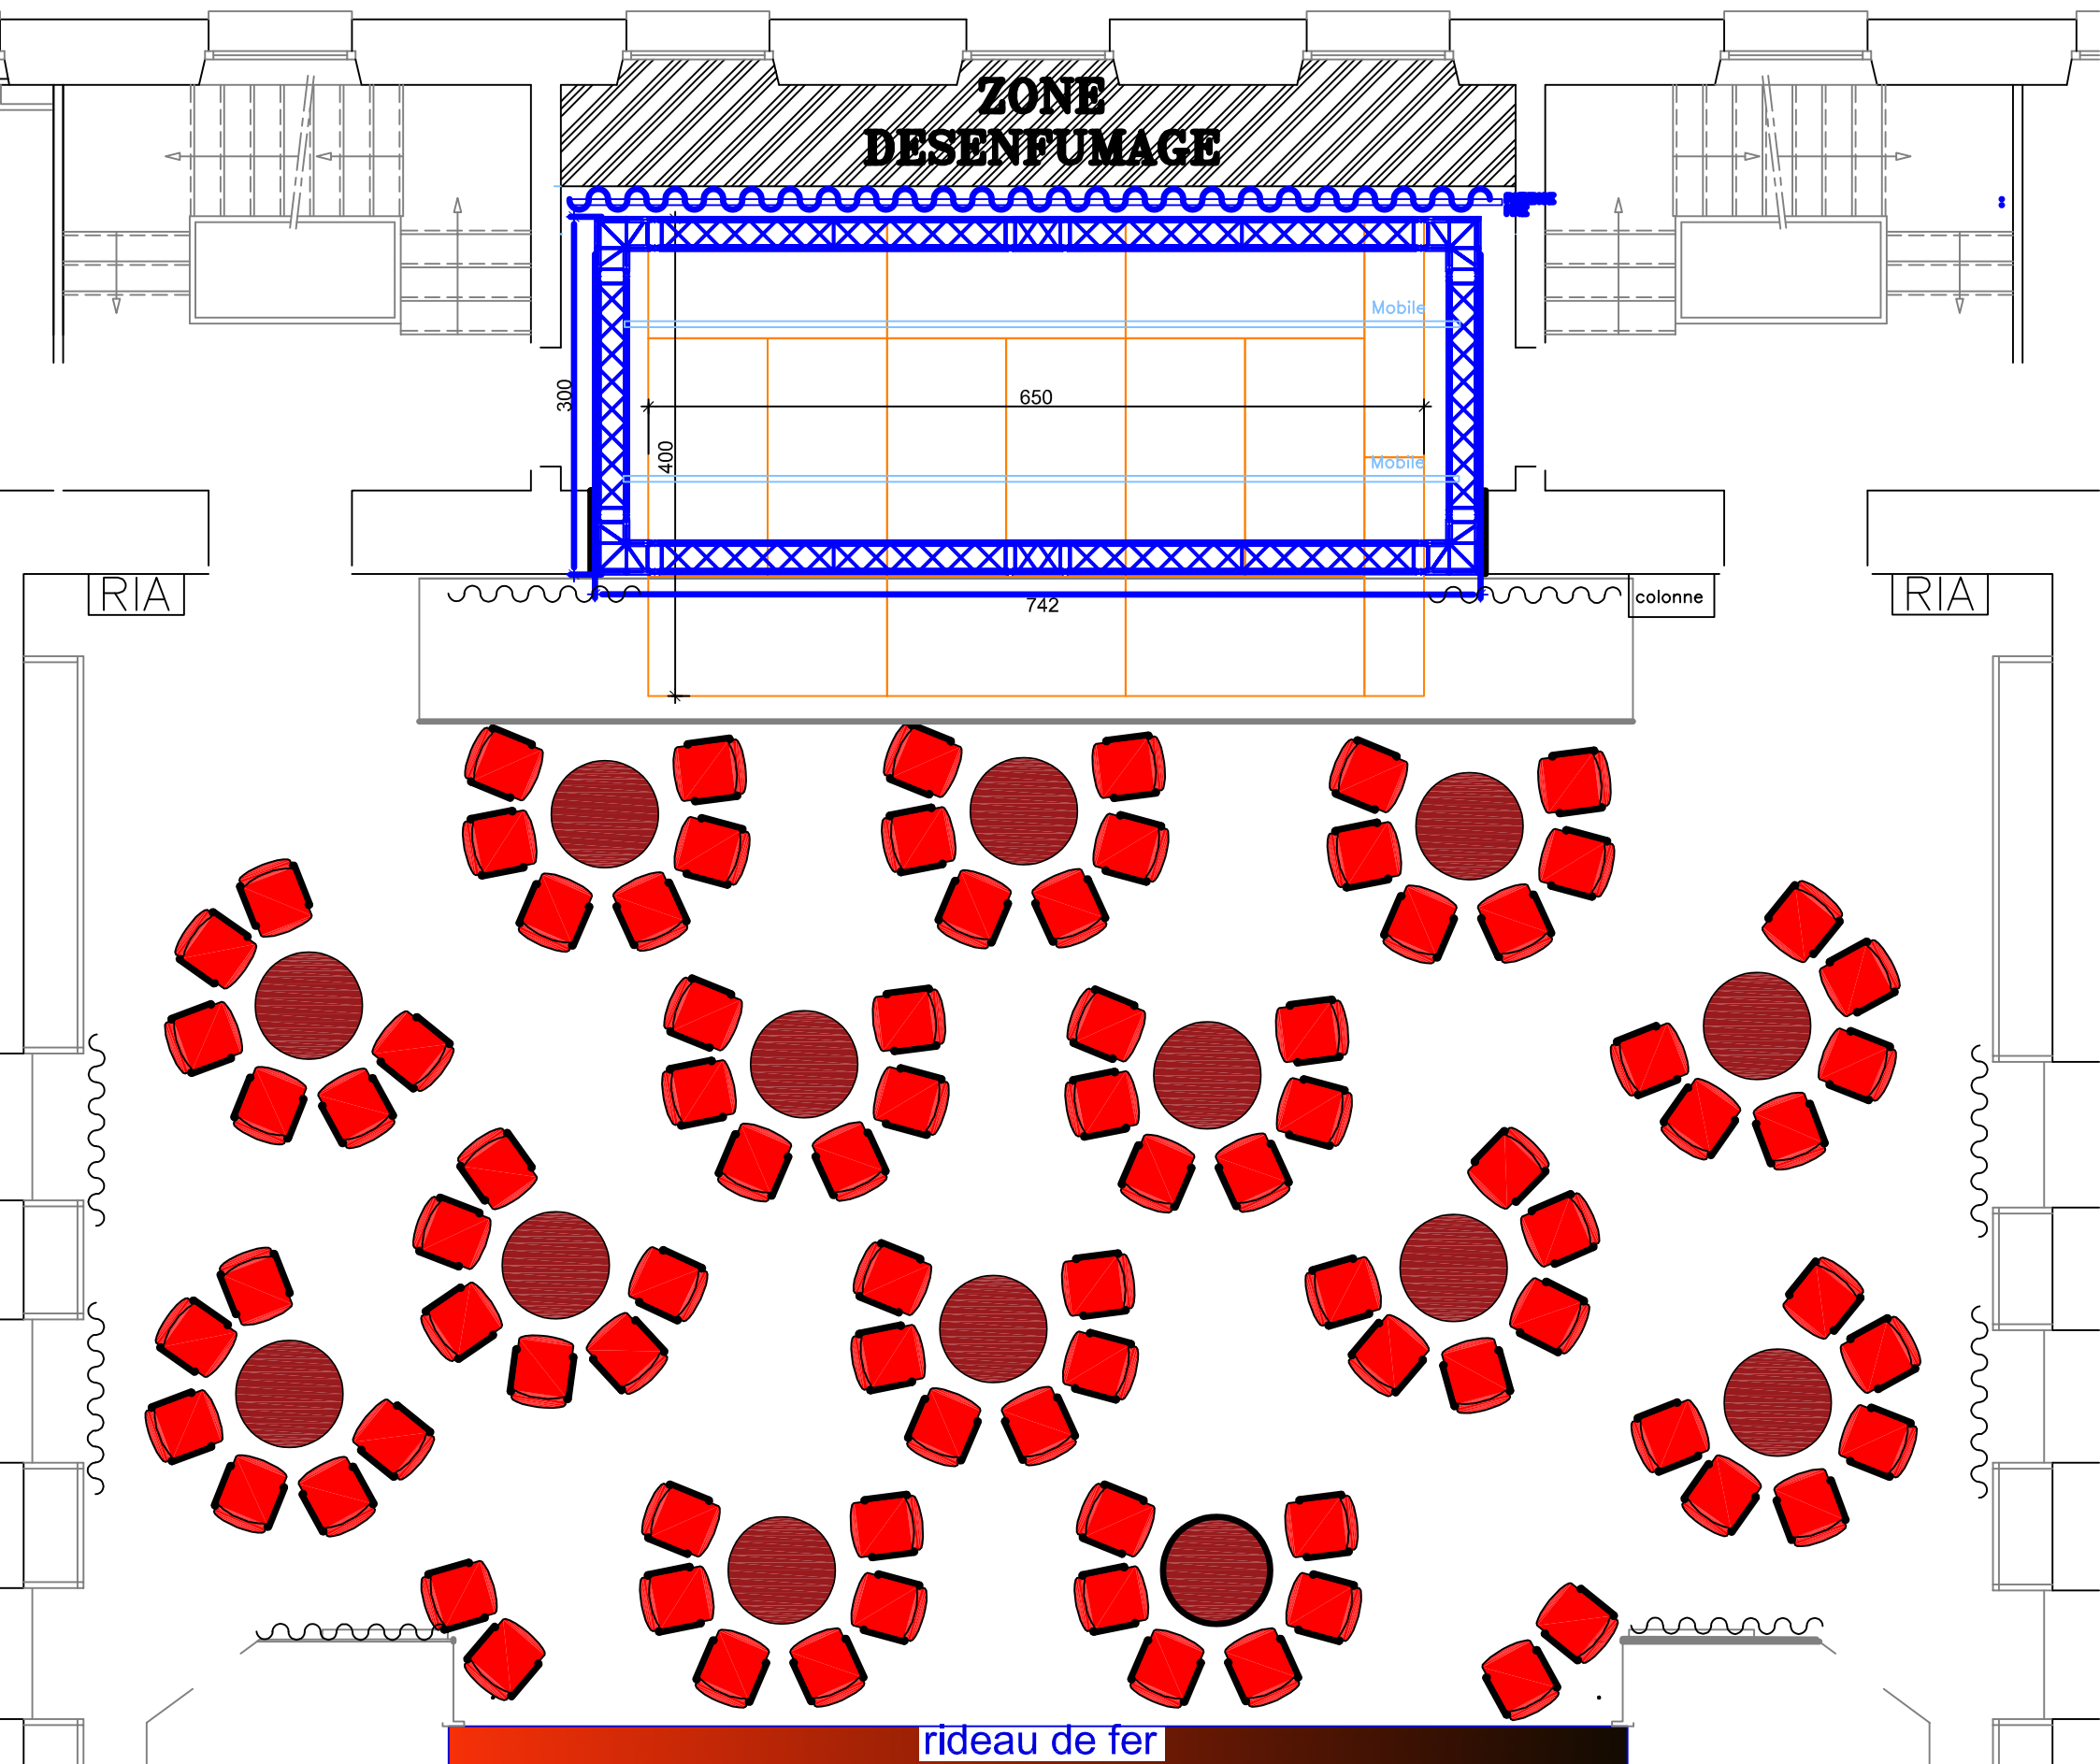 ZONE
DESENFUMAGE
Mobile
300
650
400
Mobile
RIA
742
colonne
RIA
rideau de fer